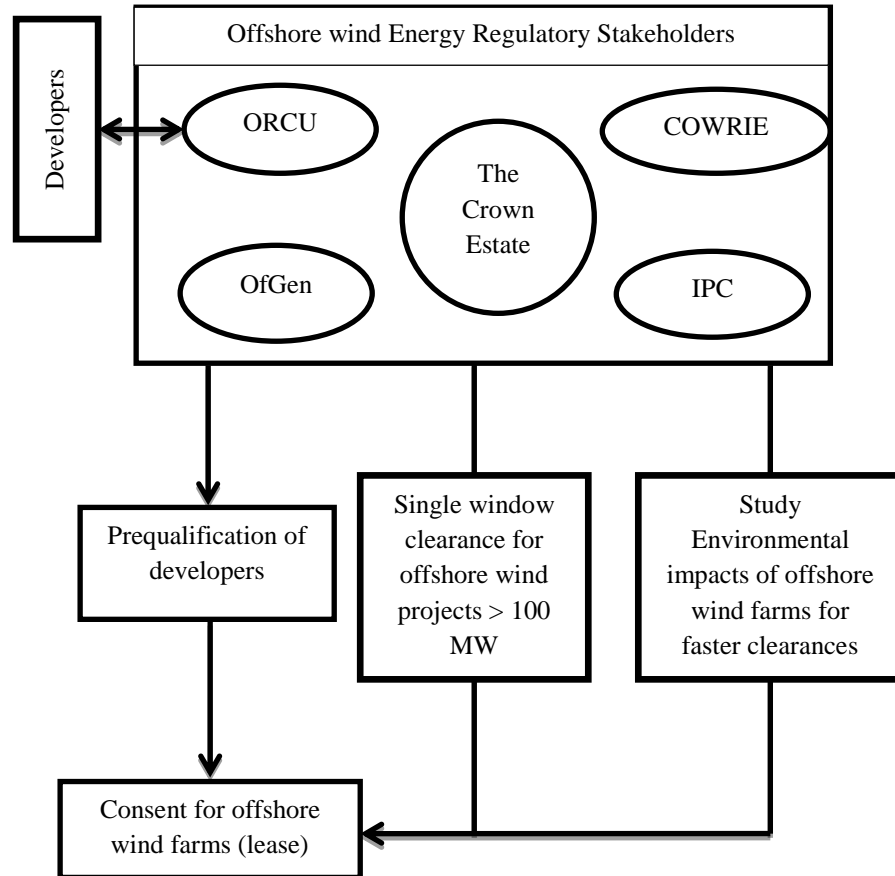 Offshore wind Energy Regulatory Stakeholders
Developers
ORCU
COWRIE
The
Crown
Estate
OfGen
IPC
Prequalification of
developers
Single window
clearance for
offshore wind
projects > 100
MW
Study
Environmental
impacts of offshore
wind farms for
faster clearances
Consent for offshore
wind farms (lease)